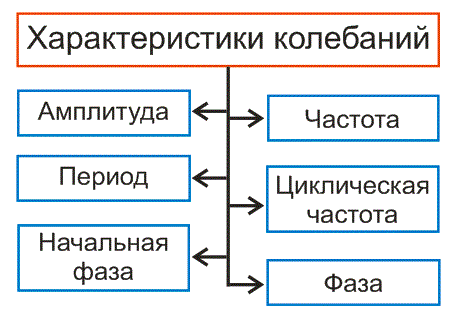 Характеристики колебаний
Амплитуда
Частота
Период
Циклическая
частота
Начальная
фаза
Фаза